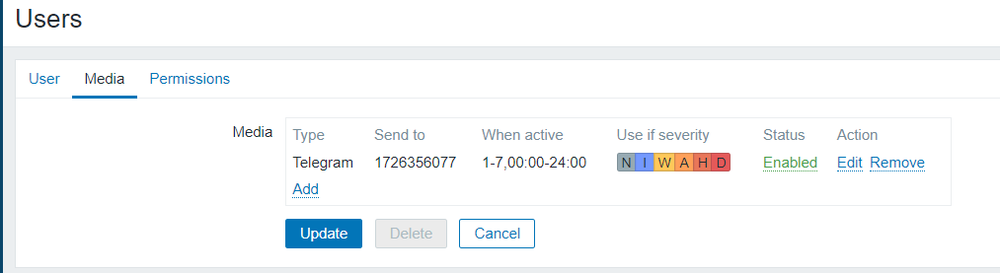 Users
User Media Permissions
Media Type Send to When active Use if severity Status Action
Telegram 1726356077 1-7,00:00-24:00 N I W A H D Enabled Edit Remove
Add
Update Delete Cancel